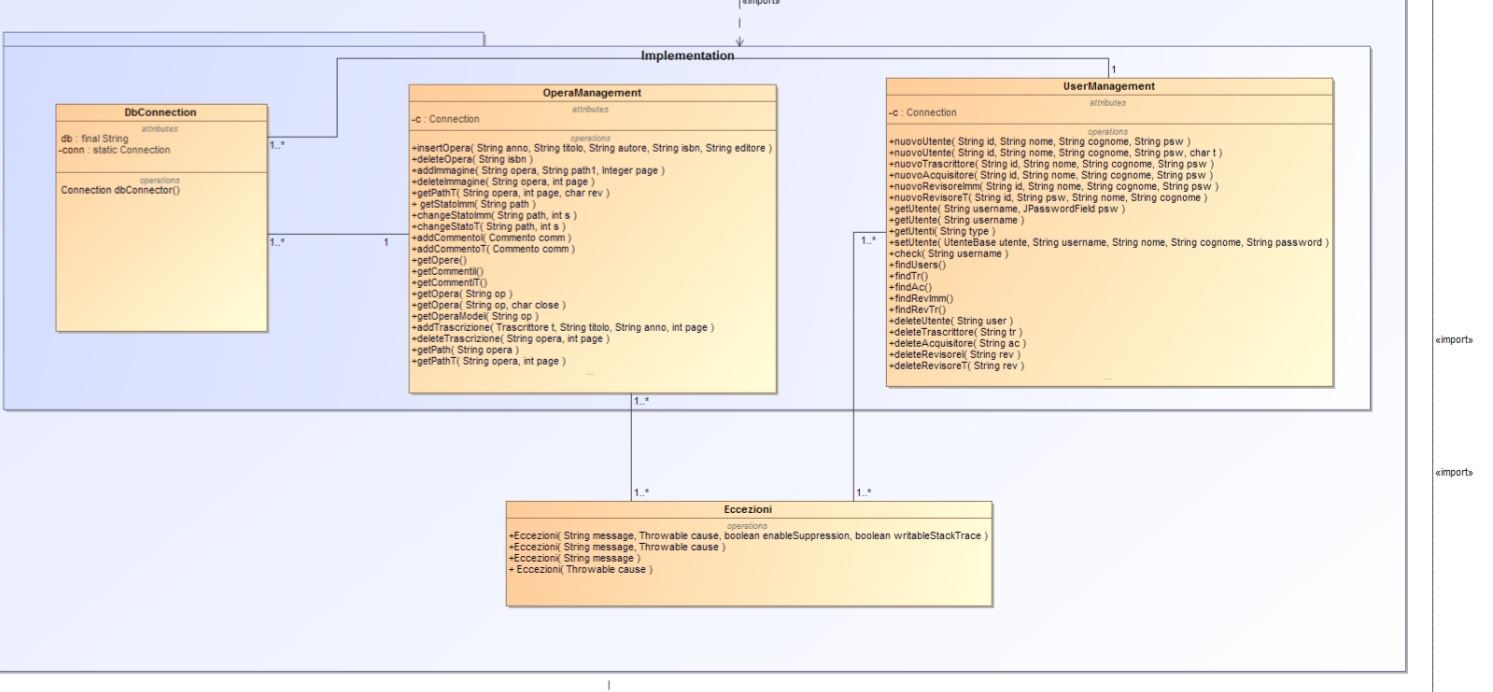 «import»
Implementation
1
DbConnection
attributes
db : final String
-conn : static Connection
operations
Connection dbConnector()
1..*
1..*
1
OperaManagement
attributes
-c : Connection
operations
+insertOpera( String anno, String titolo, String autore, String isbn, String editore )
+deleteOpera( String isbn )
+addImmagine( String opera, String path1, Integer page )
+deleteImmagine( String opera, int page )
+getPathT( String opera, int page, char rev )
+ getStatoImm( String path )
+changeStatoImm( String path, int s )
+changeStatoT( String path, int s )
+addCommentoI( Commento comm )
+addCommentoT( Commento comm )
+getOpere()
+getCommentiI()
+getCommentiT()
+getOpera( String op )
+getOpera( String op, char close )
+getOperaModel( String op )
+addTrascrizione( Trascrittore t, String titolo, String anno, int page )
+deleteTrascrizione( String opera, int page )
+getPath( String opera )
+getPathT( String opera, int page )
...
1..*
UserManagement
attributes
-c : Connection
operations
+nuovoUtente( String id, String nome, String cognome, String psw )
+nuovoUtente( String id, String nome, String cognome, String psw, char t )
+nuovoTrascrittore( String id, String nome, String cognome, String psw )
+nuovoAcquisitore( String id, String nome, String cognome, String psw )
+nuovoRevisoreImm( String id, String nome, String cognome, String psw )
+nuovoRevisoreT( String id, String psw, String nome, String cognome )
+getUtente( String username, JPasswordField psw )
+getUtente( String username )
+getUtenti( String type )
+setUtente( UtenteBase utente, String username, String nome, String cognome, String password )
+check( String username )
+findUsers()
+findTr()
+findAc()
+findRevImm()
+findRevTr()
+deleteUtente( String user )
+deleteTrascrittore( String tr )
+deleteAcquisitore( String ac )
+deleteRevisoreI( String rev )
+deleteRevisoreT( String rev )
...
1..*
«import»
«import»
1..*
1..*
Eccezioni
operations
+Eccezioni( String message, Throwable cause, boolean enableSuppression, boolean writableStackTrace )
+Eccezioni( String message, Throwable cause )
+Eccezioni( String message )
+ Eccezioni( Throwable cause )